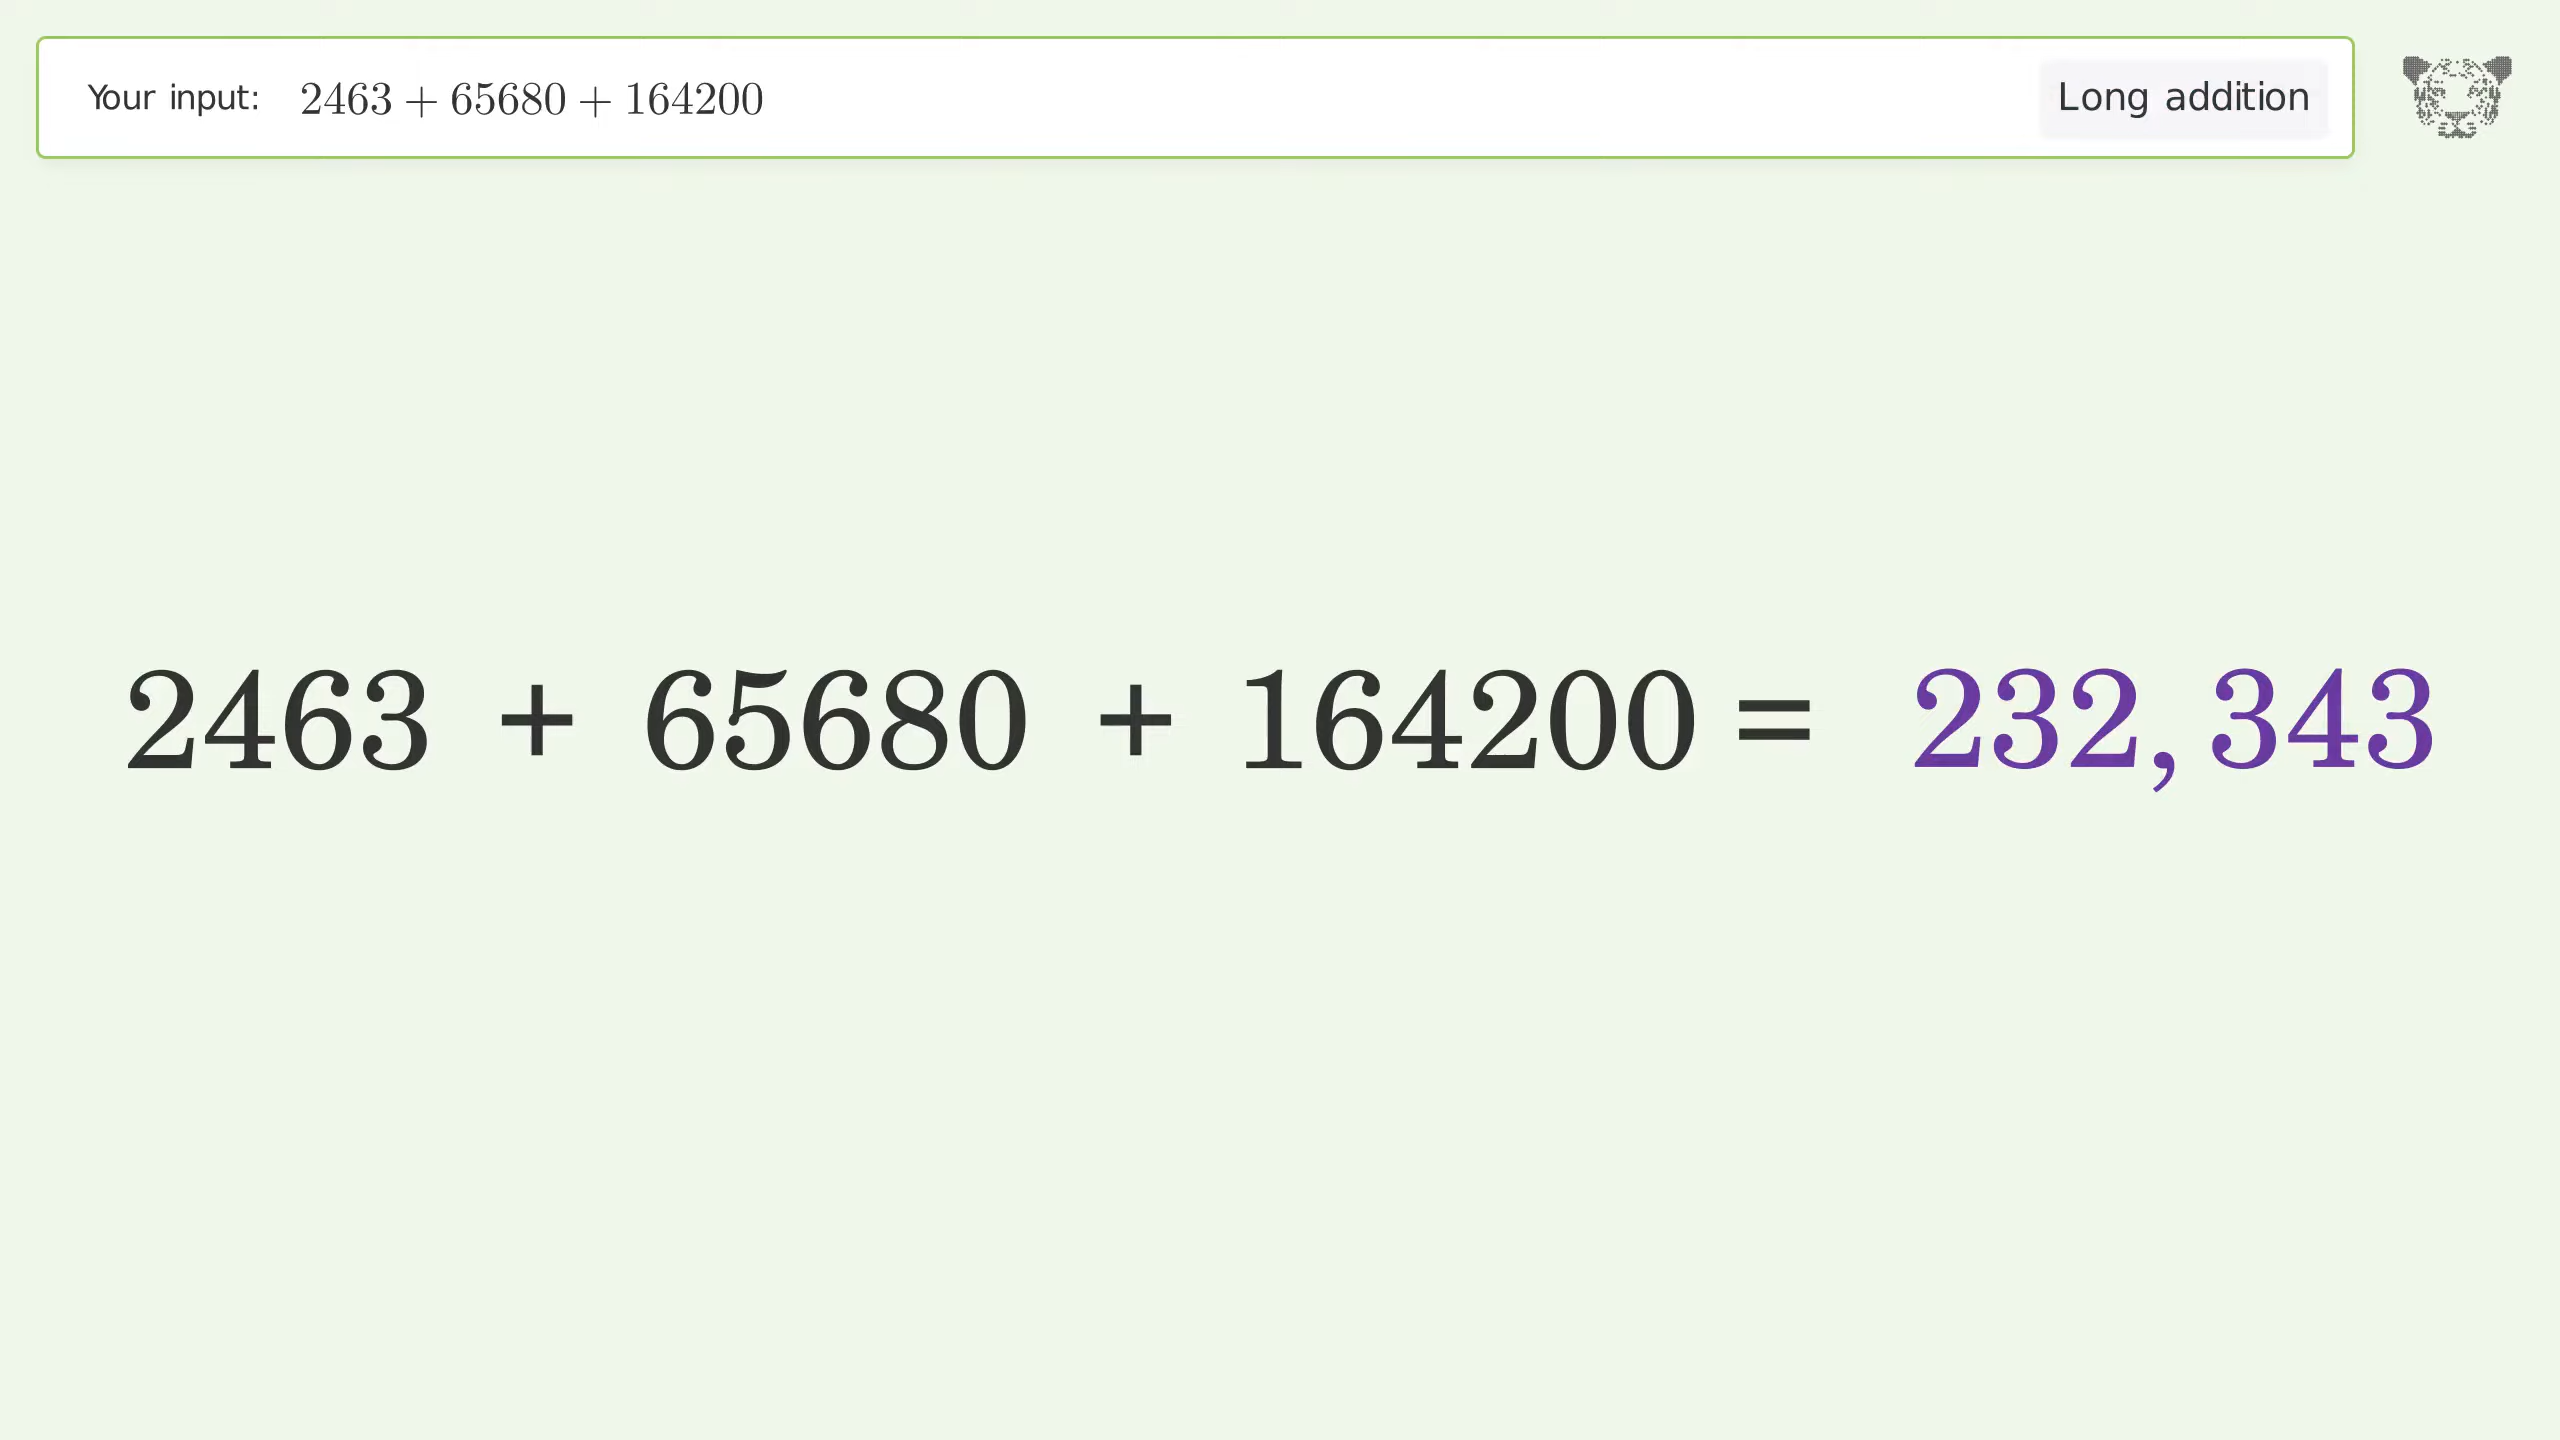 Your input: 2463 + 65680 + 164200 Long addition
2463 + 65680 + 164200 = 232,343